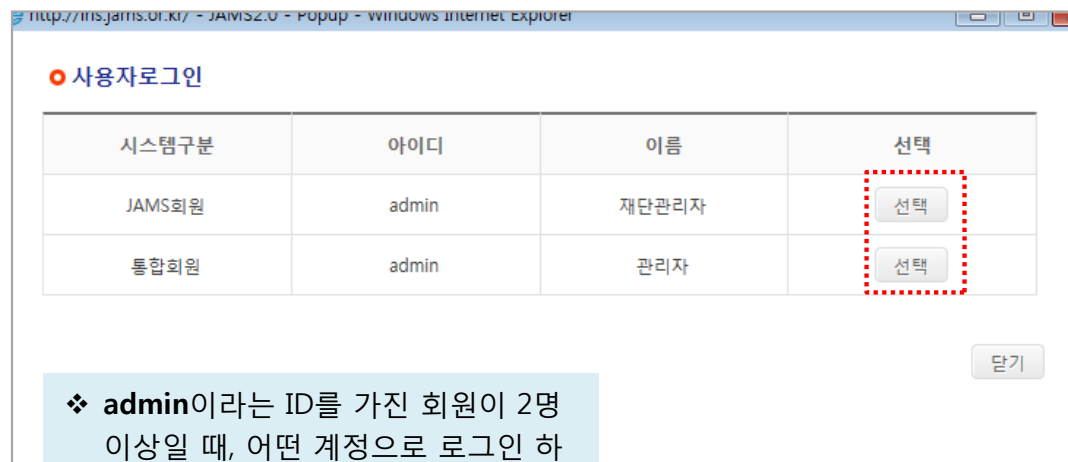 http://ins.jams.or.kr/ - JAMS2.0 - Popup - Windows Internet Explorer
사용자로그인
시스템구분 아이디 이름 선택
JAMS회원 admin 재단관리자 선택
통합회원 admin 관리자 선택
닫기
❖ admin이라는 ID를 가진 회원이 2명
이상일 때, 어떤 계정으로 로그인 하